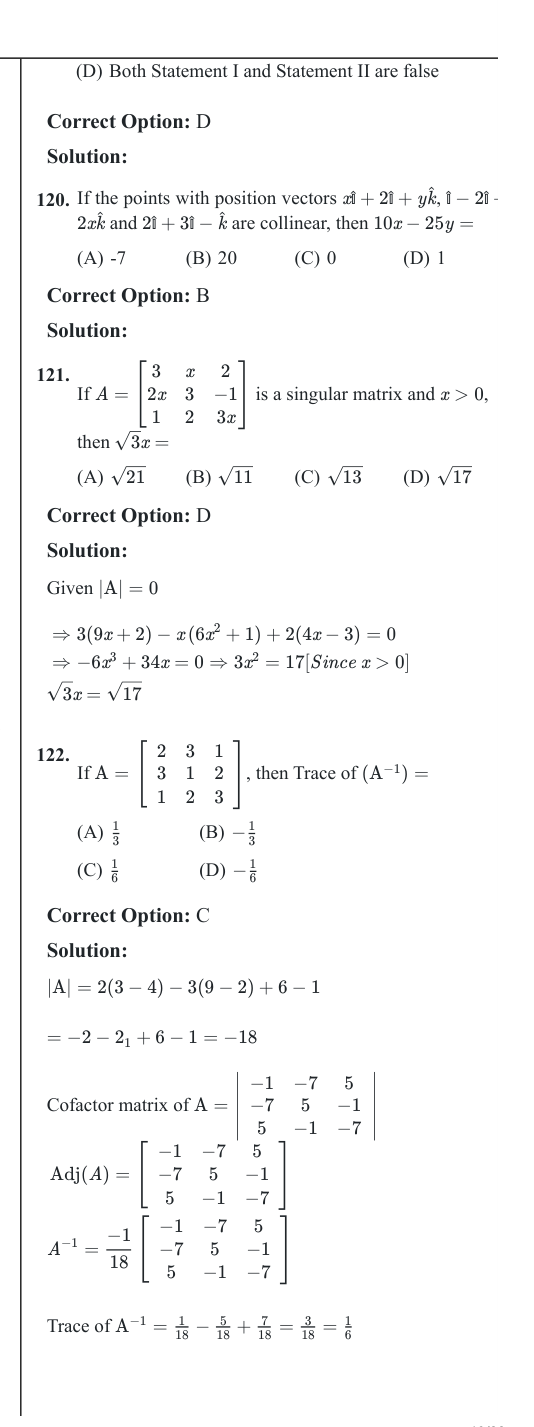 (D) Both Statement I and Statement II are false
Correct Option: D
Solution:
120. If the points with position vectors xî + 2î + yk̂, î − 2î -
2xk̂ and 2î + 3î − k̂ are collinear, then 10x − 25y =
(A) -7 (B) 20 (C) 0 (D) 1
Correct Option: B
Solution:
121.
If A = [3 x 2; 2x 3 −1; 1 2 3x] is a singular matrix and x > 0,
then √3x =
(A) √21 (B) √11 (C) √13 (D) √17
Correct Option: D
Solution:
Given |A| = 0
⇒ 3(9x + 2) − x(6x² + 1) + 2(4x − 3) = 0
⇒ −6x³ + 34x = 0 ⇒ 3x² = 17[Since x > 0]
√3x = √17
122.
If A = [2 3 1; 3 1 2; 1 2 3], then Trace of (A⁻¹) =
(A) 1/3 (B) −1/3
(C) 1/6 (D) −1/6
Correct Option: C
Solution:
|A| = 2(3 − 4) − 3(9 − 2) + 6 − 1
= −2 − 2₁ + 6 − 1 = −18
Cofactor matrix of A = |−1 −7 5; −7 5 −1; 5 −1 −7|
Adj(A) = [−1 −7 5; −7 5 −1; 5 −1 −7]
A⁻¹ = −1/18 [−1 −7 5; −7 5 −1; 5 −1 −7]
Trace of A⁻¹ = 1/18 − 5/18 + 7/18 = 3/18 = 1/6